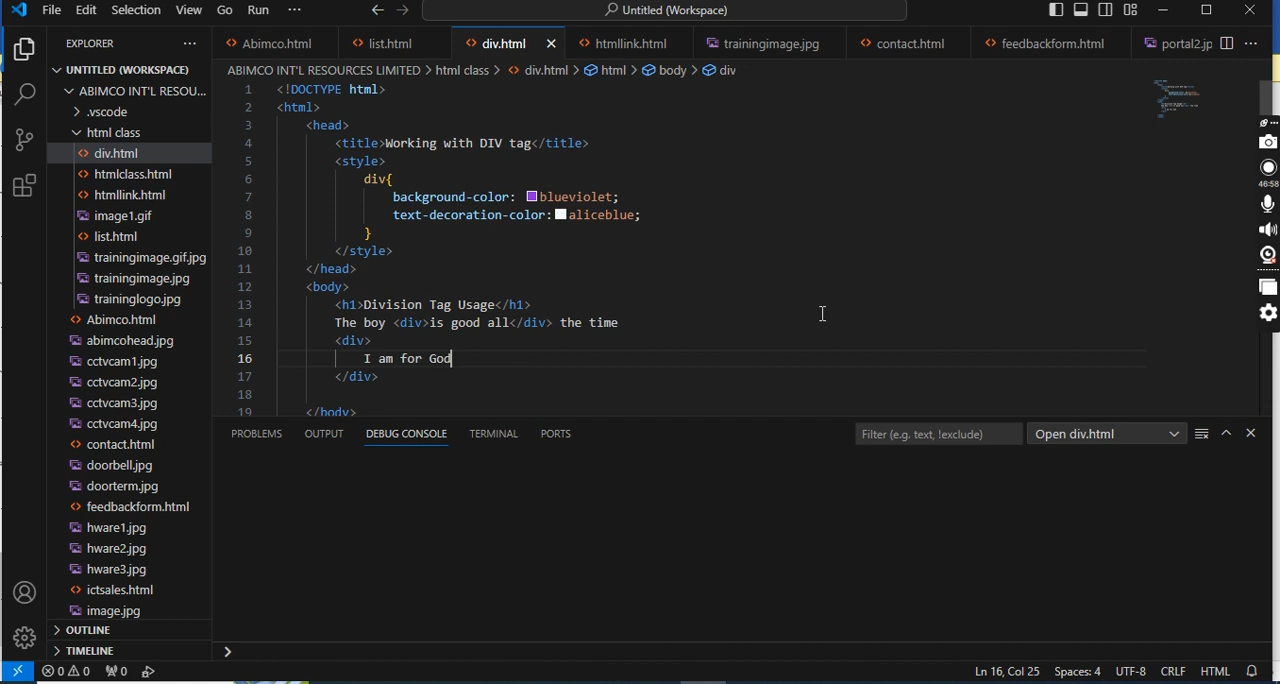 File Edit Selection View Go Run ··· Untitled (Workspace)
EXPLORER ···
UNTITLED (WORKSPACE)
ABIMCO INT'L RESOU...
.vscode
html class
div.html
htmlclass.html
htmllink.html
image1.gif
list.html
trainingimage.gif.jpg
trainingimage.jpg
traininglogo.jpg
Abimco.html
abimcohead.jpg
cctvcam1.jpg
cctvcam2.jpg
cctvcam3.jpg
cctvcam4.jpg
contact.html
doorbell.jpg
doorterm.jpg
feedbackform.html
hware1.jpg
hware2.jpg
hware3.jpg
ictsales.html
image.jpg
OUTLINE
TIMELINE
Abimco.html list.html div.html htmllink.html trainingimage.jpg contact.html feedbackform.html portal2.jp ···
ABIMCO INT'L RESOURCES LIMITED > html class > div.html > html > body > div
1 <!DOCTYPE html>
2 <html>
3 <head>
4 <title>Working with DIV tag</title>
5 <style>
6 div{
7 background-color: blueviolet;
8 text-decoration-color: aliceblue;
9 }
10 </style>
11 </head>
12 <body>
13 <h1>Division Tag Usage</h1>
14 The boy <div>is good all</div> the time
15 <div>
16 I am for God
17 </div>
18
19 </body>
PROBLEMS OUTPUT DEBUG CONSOLE TERMINAL PORTS Filter (e.g. text, !exclude) Open div.html
46:58
0 0 0 Ln 16, Col 25 Spaces: 4 UTF-8 CRLF HTML